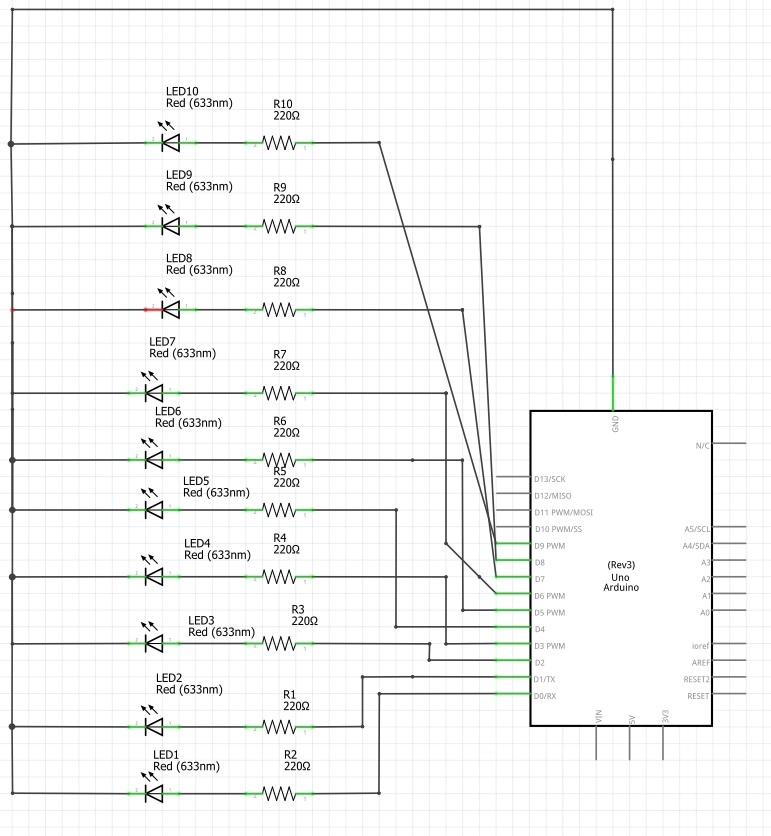 LED10
Red (633nm)
R10
220Ω
LED9
Red (633nm)
R9
220Ω
LED8
Red (633nm)
R8
220Ω
LED7
Red (633nm)
R7
220Ω
LED6
Red (633nm)
R6
220Ω
LED5
Red (633nm)
R5
220Ω
LED4
Red (633nm)
R4
220Ω
LED3
Red (633nm)
R3
220Ω
LED2
Red (633nm)
R1
220Ω
LED1
Red (633nm)
R2
220Ω
GND
N/C
D13/SCK
D12/MISO
D11 PWM/MOSI
D10 PWM/SS
D9 PWM
D8
D7
D6 PWM
D5 PWM
D4
D3 PWM
D2
D1/TX
D0/RX
(Rev3)
Uno
Arduino
A5/SCL
A4/SDA
A3
A2
A1
A0
ioref
AREF
RESET2
RESET
VIN
5V
3V3